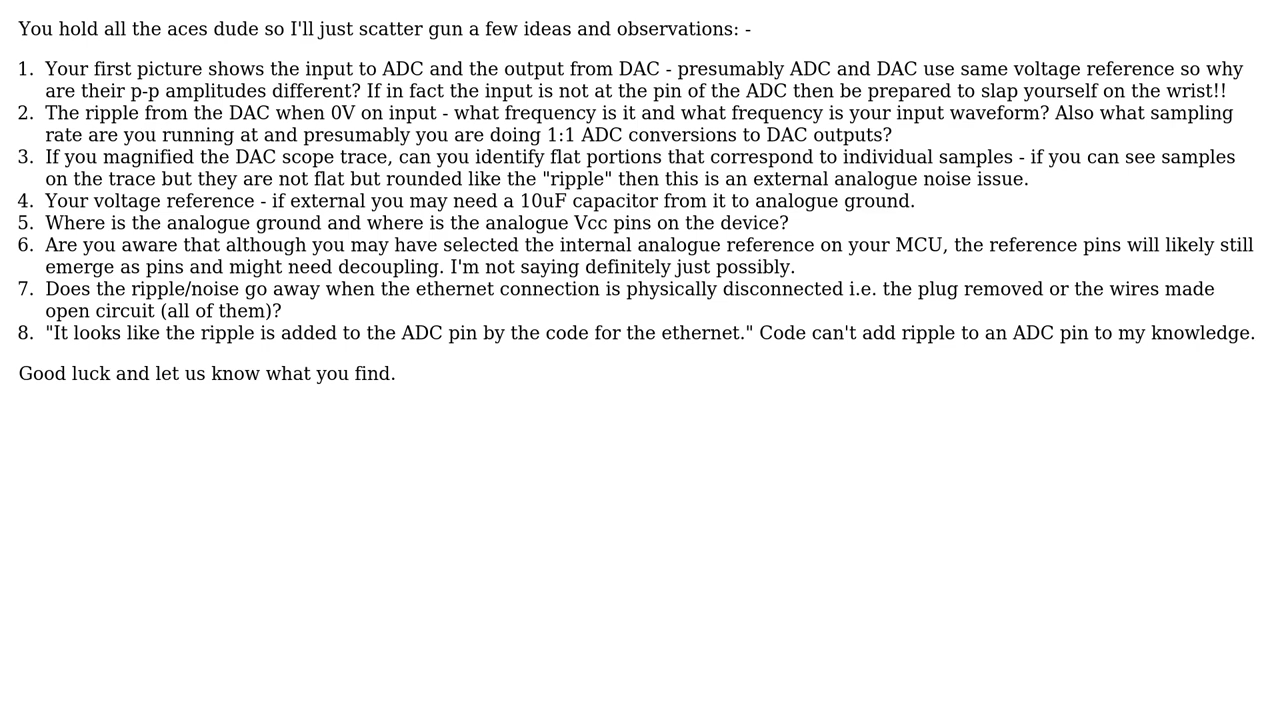 You hold all the aces dude so I'll just scatter gun a few ideas and observations: -
1. Your first picture shows the input to ADC and the output from DAC - presumably ADC and DAC use same voltage reference so why
are their p-p amplitudes different? If in fact the input is not at the pin of the ADC then be prepared to slap yourself on the wrist!!
2. The ripple from the DAC when 0V on input - what frequency is it and what frequency is your input waveform? Also what sampling
rate are you running at and presumably you are doing 1:1 ADC conversions to DAC outputs?
3. If you magnified the DAC scope trace, can you identify flat portions that correspond to individual samples - if you can see samples
on the trace but they are not flat but rounded like the "ripple" then this is an external analogue noise issue.
4. Your voltage reference - if external you may need a 10uF capacitor from it to analogue ground.
5. Where is the analogue ground and where is the analogue Vcc pins on the device?
6. Are you aware that although you may have selected the internal analogue reference on your MCU, the reference pins will likely still
emerge as pins and might need decoupling. I'm not saying definitely just possibly.
7. Does the ripple/noise go away when the ethernet connection is physically disconnected i.e. the plug removed or the wires made
open circuit (all of them)?
8. "It looks like the ripple is added to the ADC pin by the code for the ethernet." Code can't add ripple to an ADC pin to my knowledge.
Good luck and let us know what you find.